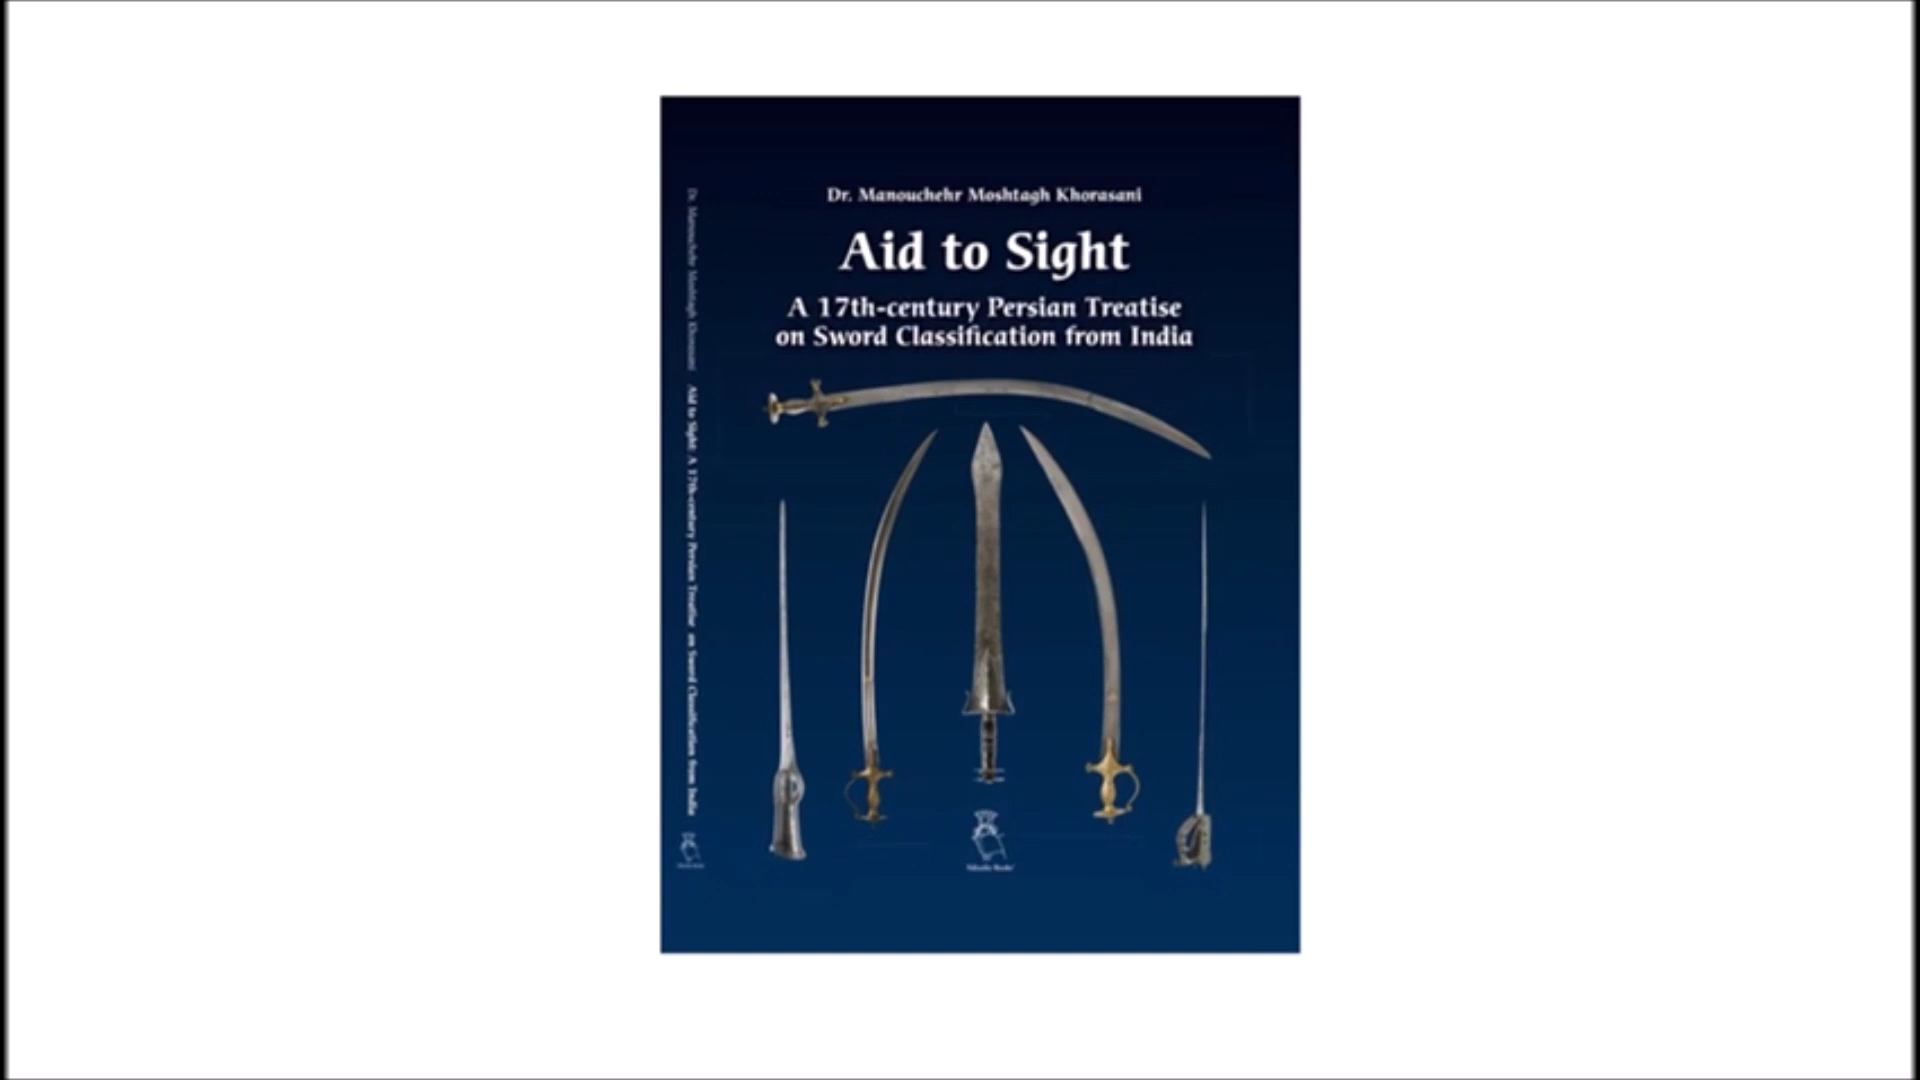 Dr. Manouchehr Moshtagh Khorasani
Aid to Sight
A 17th-century Persian Treatise
on Sword Classification from India
Dr. Manouchehr Moshtagh Khorasani Aid to Sight: A 17th-century Persian Treatise on Sword Classification from India